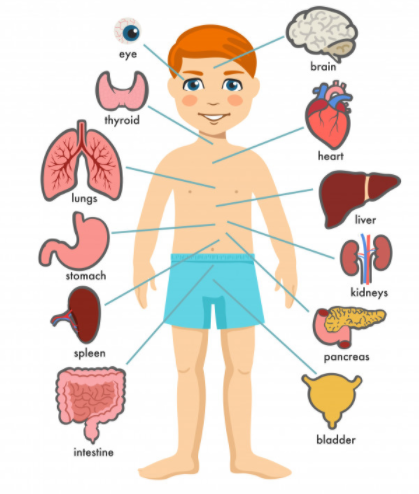 eye
brain
thyroid
heart
lungs
liver
stomach
kidneys
spleen
pancreas
intestine
bladder